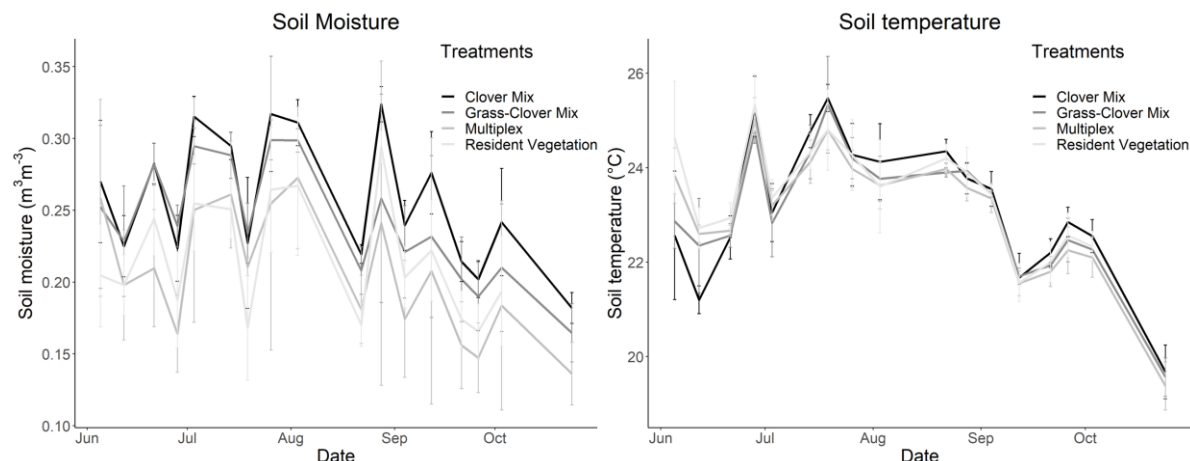 Soil Moisture
Treatments
Clover Mix
Grass-Clover Mix
Multiplex
Resident Vegetation
Soil moisture (m³m⁻³)
0.35
0.30
0.25
0.20
0.15
0.10
Jun
Jul
Aug
Sep
Oct
Date
Soil temperature
Treatments
Clover Mix
Grass-Clover Mix
Multiplex
Resident Vegetation
Soil temperature (°C)
26
24
22
20
Jun
Jul
Aug
Sep
Oct
Date